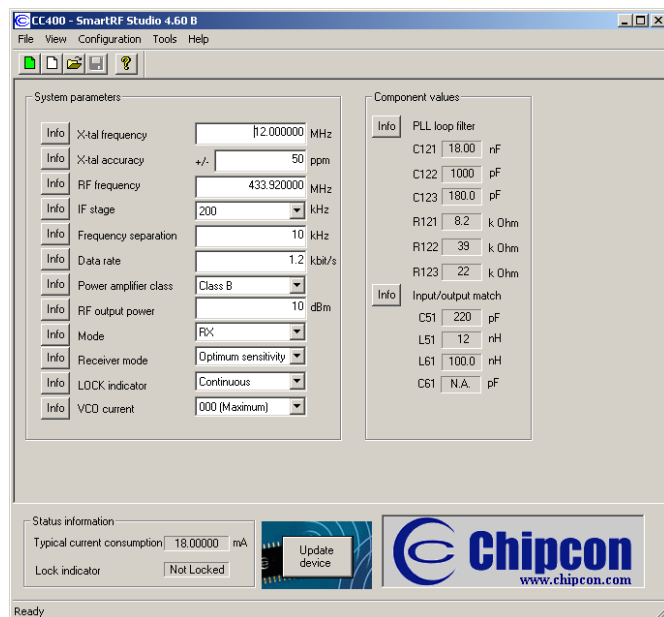 CC400 - SmartRF Studio 4.60 B
File View Configuration Tools Help
System parameters
Info X-tal frequency 12.000000 MHz
Info X-tal accuracy +/- 50 ppm
Info RF frequency 433.920000 MHz
Info IF stage 200 kHz
Info Frequency separation 10 kHz
Info Data rate 1.2 kbit/s
Info Power amplifier class Class B
Info RF output power 10 dBm
Info Mode RX
Info Receiver mode Optimum sensitivity
Info LOCK indicator Continuous
Info VCO current 000 (Maximum)
Component values
Info PLL loop filter
C121 18.00 nF
C122 1000 pF
C123 180.0 pF
R121 8.2 k Ohm
R122 39 k Ohm
R123 22 k Ohm
Info Input/output match
C51 220 pF
L51 12 nH
L61 100.0 nH
C61 N.A. pF
Status information
Typical current consumption 18.00000 mA
Lock indicator Not Locked
Update
device
Chipcon
www.chipcon.com
Ready